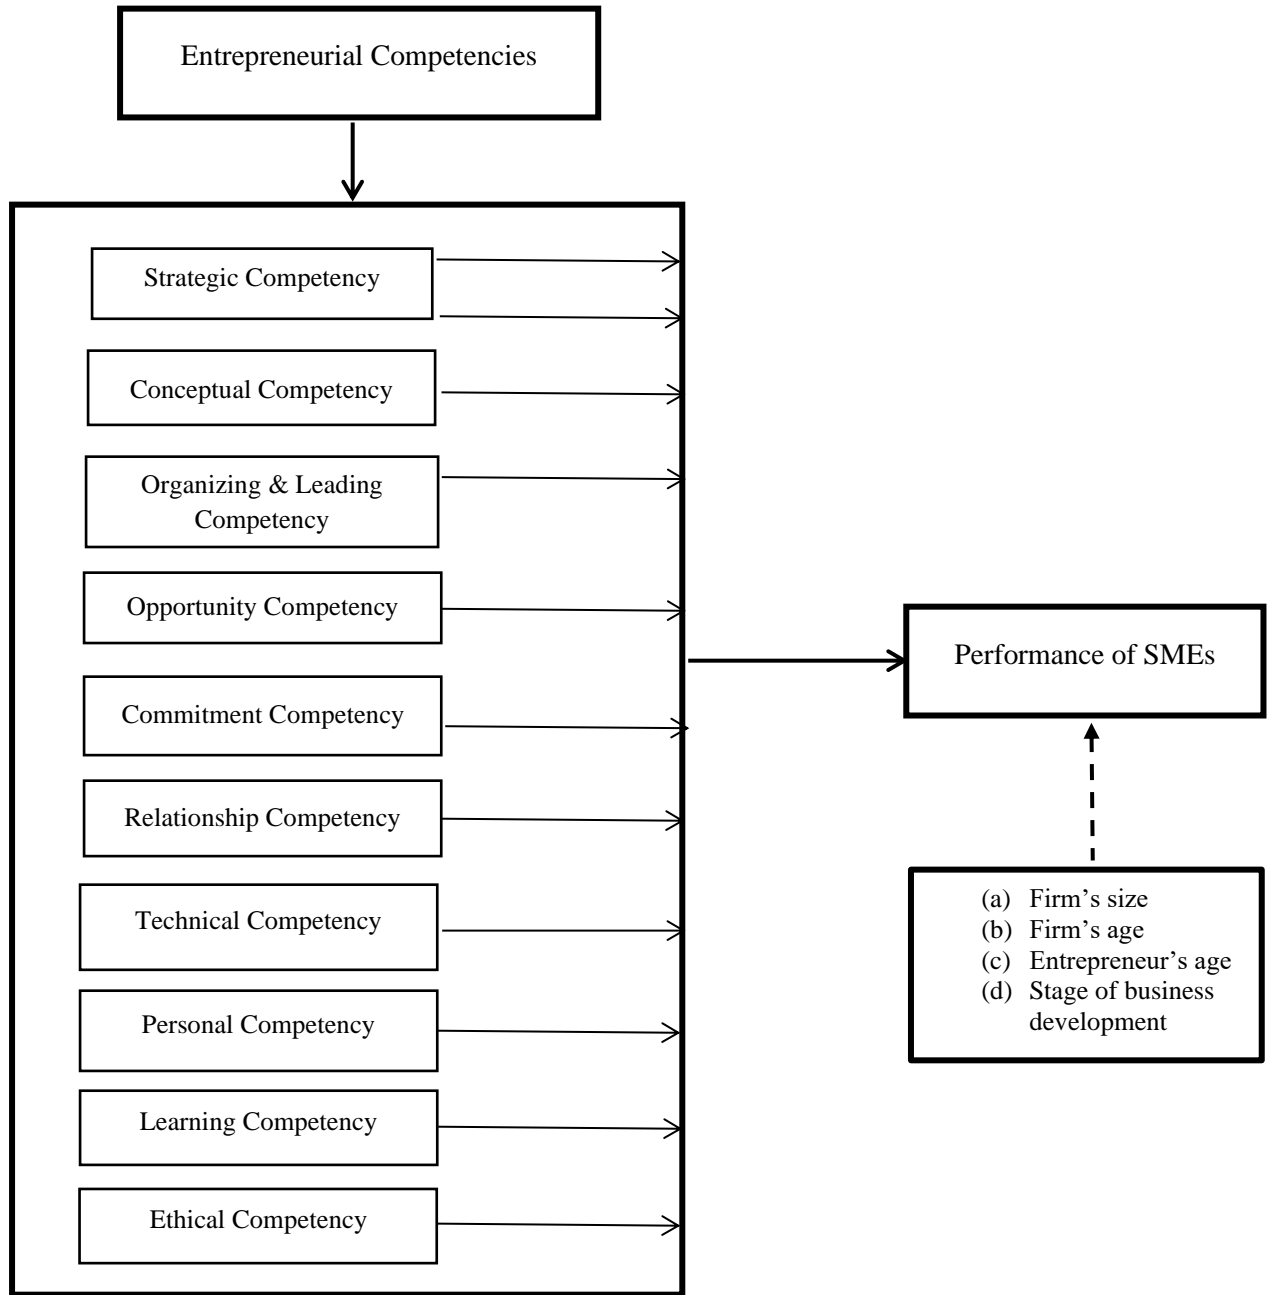 Entrepreneurial Competencies
Strategic Competency
Conceptual Competency
Organizing & Leading
Competency
Opportunity Competency
Commitment Competency
Relationship Competency
Technical Competency
Personal Competency
Learning Competency
Ethical Competency
Performance of SMEs
(a) Firm’s size
(b) Firm’s age
(c) Entrepreneur’s age
(d) Stage of business
development